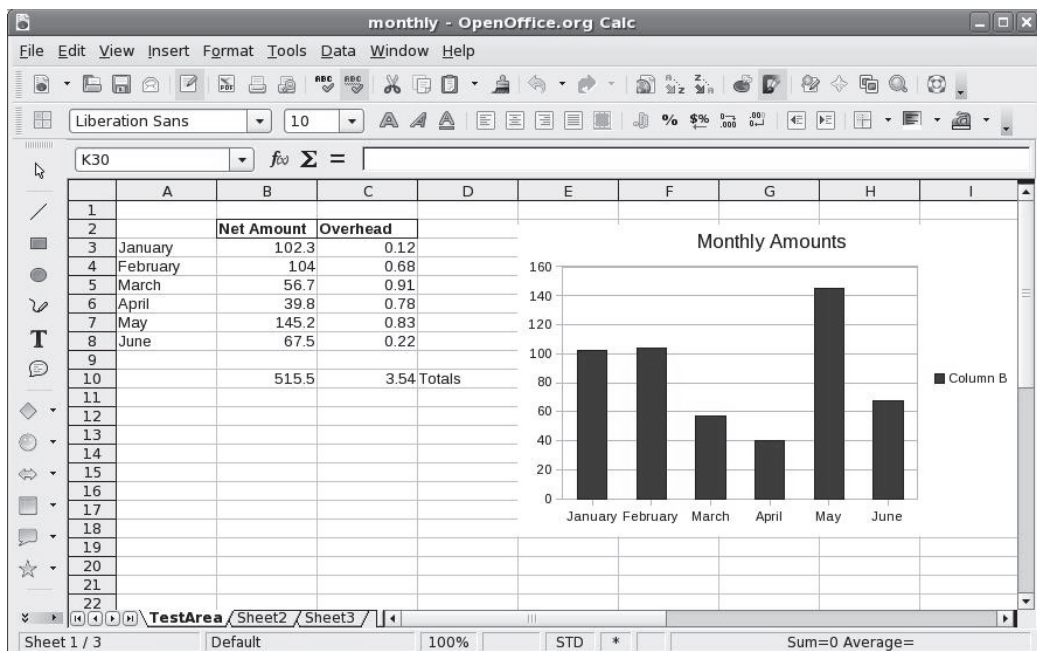 monthly - OpenOffice.org Calc
File Edit View Insert Format Tools Data Window Help
Liberation Sans 10
K30 f(x) Σ =
A B C D E F G H I
1
2 Net Amount Overhead
3 January 102.3 0.12
4 February 104 0.68
5 March 56.7 0.91
6 April 39.8 0.78
7 May 145.2 0.83
8 June 67.5 0.22
9
10 515.5 3.54 Totals
11
12
13
14
15
16
17
18
19
20
21
22
Monthly Amounts
160
140
120
100
80
60
40
20
0
January February March April May June
Column B
TestArea Sheet2 Sheet3
Sheet 1 / 3 Default 100% STD * Sum=0 Average=